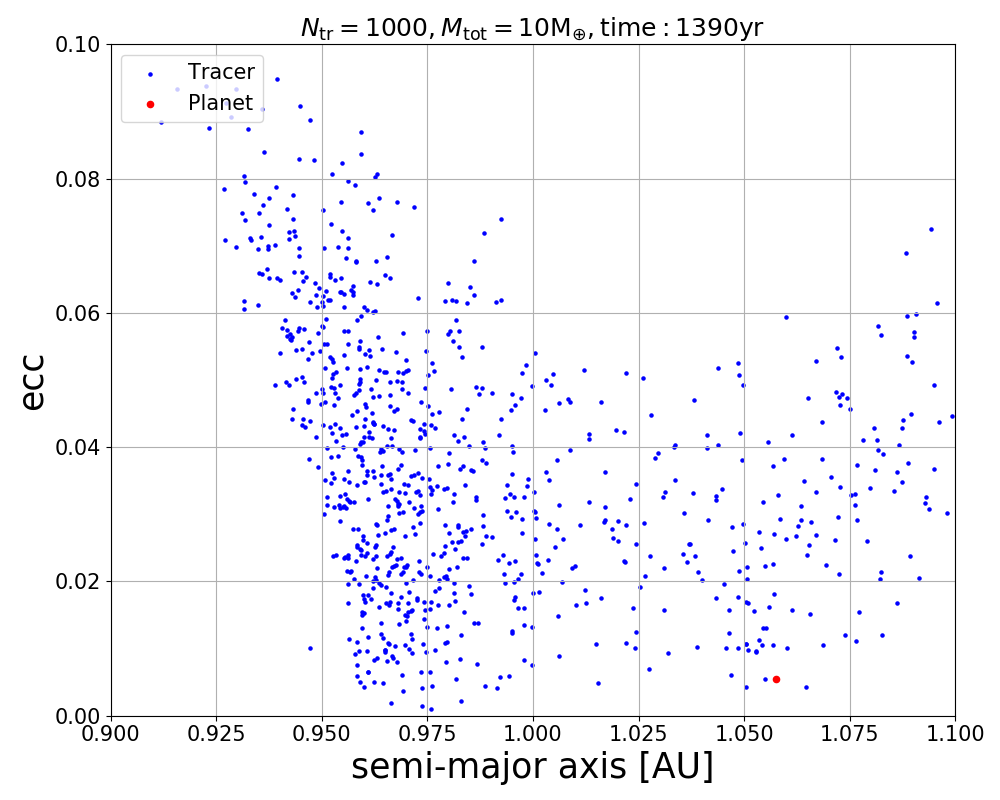 N_tr = 1000, M_tot = 10M_⊕, time : 1390yr
Tracer
Planet
0.10
0.08
0.06
0.04
0.02
0.00
ecc
0.900 0.925 0.950 0.975 1.000 1.025 1.050 1.075 1.100
semi-major axis [AU]